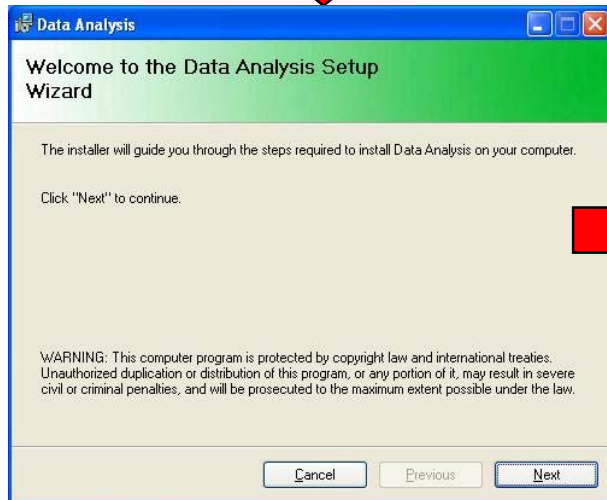 Data Analysis
Welcome to the Data Analysis Setup
Wizard
The installer will guide you through the steps required to install Data Analysis on your computer.
Click "Next" to continue.
WARNING: This computer program is protected by copyright law and international treaties.
Unauthorized duplication or distribution of this program, or any portion of it, may result in severe
civil or criminal penalties, and will be prosecuted to the maximum extent possible under the law.
Cancel Previous Next